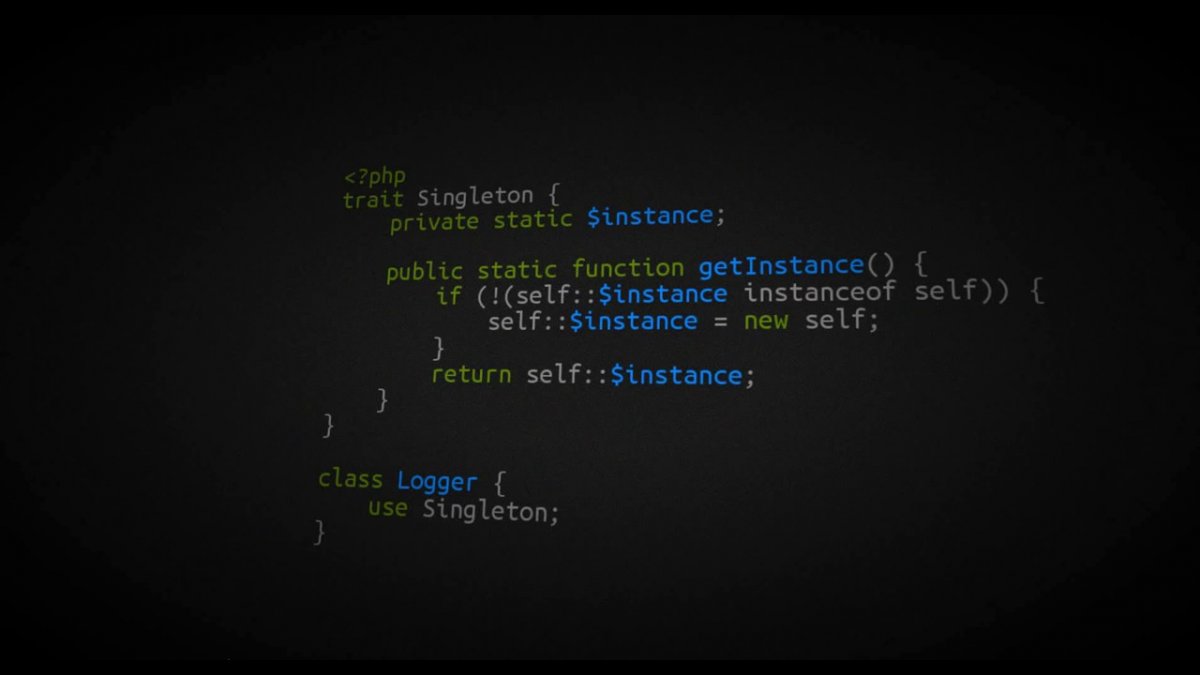 <?php
trait Singleton {
    private static $instance;

    public static function getInstance() {
        if (!(self::$instance instanceof self)) {
            self::$instance = new self;
        }
        return self::$instance;
    }
}

class Logger {
    use Singleton;
}